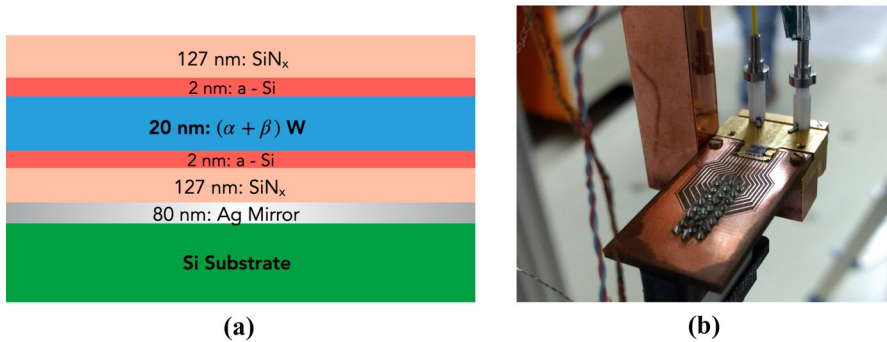 127 nm: SiNₓ
2 nm: a - Si
20 nm: (α + β) W
2 nm: a - Si
127 nm: SiNₓ
80 nm: Ag Mirror
Si Substrate
(a)
(b)